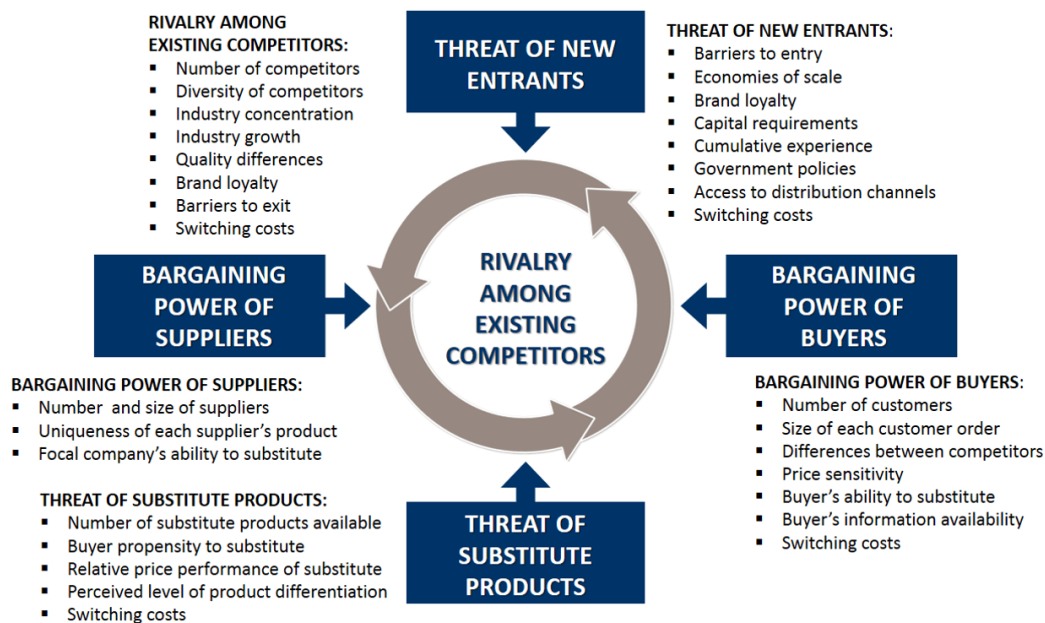 RIVALRY AMONG
EXISTING COMPETITORS:
▪ Number of competitors
▪ Diversity of competitors
▪ Industry concentration
▪ Industry growth
▪ Quality differences
▪ Brand loyalty
▪ Barriers to exit
▪ Switching costs
THREAT OF NEW
ENTRANTS
THREAT OF NEW ENTRANTS:
▪ Barriers to entry
▪ Economies of scale
▪ Brand loyalty
▪ Capital requirements
▪ Cumulative experience
▪ Government policies
▪ Access to distribution channels
▪ Switching costs
BARGAINING
POWER OF
SUPPLIERS
RIVALRY
AMONG
EXISTING
COMPETITORS
BARGAINING
POWER OF
BUYERS
BARGAINING POWER OF SUPPLIERS:
▪ Number and size of suppliers
▪ Uniqueness of each supplier's product
▪ Focal company's ability to substitute
BARGAINING POWER OF BUYERS:
▪ Number of customers
▪ Size of each customer order
▪ Differences between competitors
▪ Price sensitivity
▪ Buyer's ability to substitute
▪ Buyer's information availability
▪ Switching costs
THREAT OF SUBSTITUTE PRODUCTS:
▪ Number of substitute products available
▪ Buyer propensity to substitute
▪ Relative price performance of substitute
▪ Perceived level of product differentiation
▪ Switching costs
THREAT OF
SUBSTITUTE
PRODUCTS